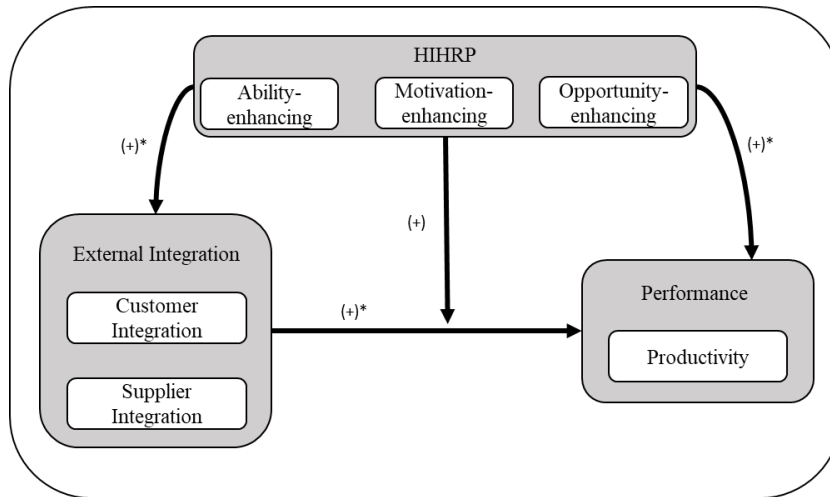 HIHRP
Ability-
enhancing
Motivation-
enhancing
Opportunity-
enhancing
(+)*
(+)
(+)*
External Integration
Customer
Integration
Supplier
Integration
(+)*
Performance
Productivity